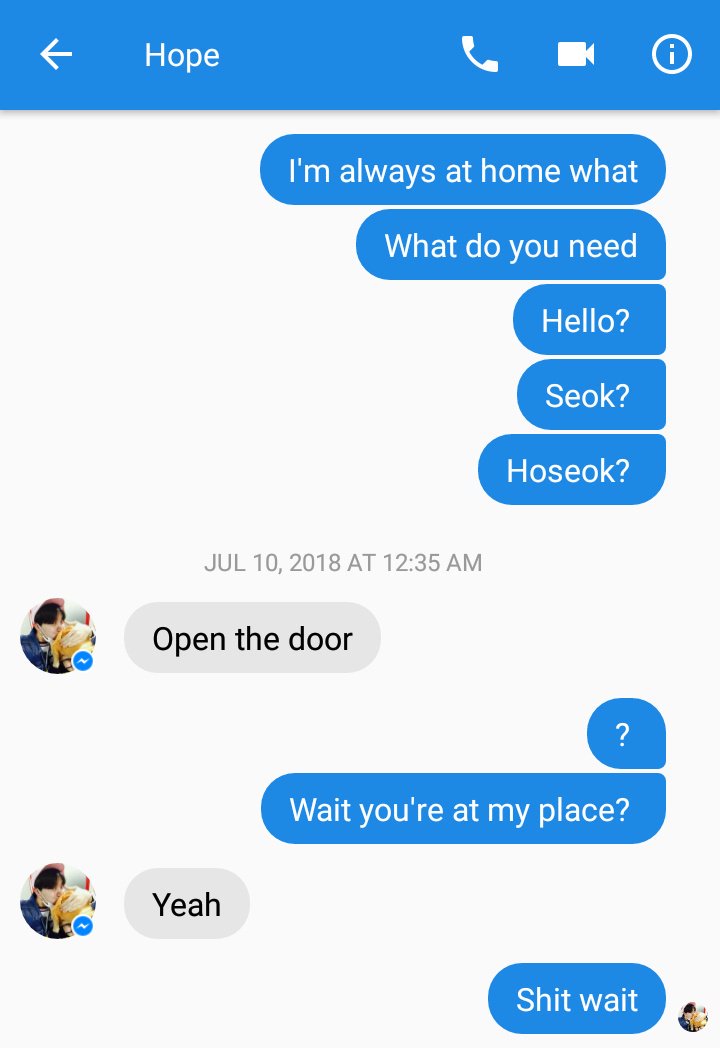 Hope
I'm always at home what
What do you need
Hello?
Seok?
Hoseok?
JUL 10, 2018 AT 12:35 AM
Open the door
?
Wait you're at my place?
Yeah
Shit wait